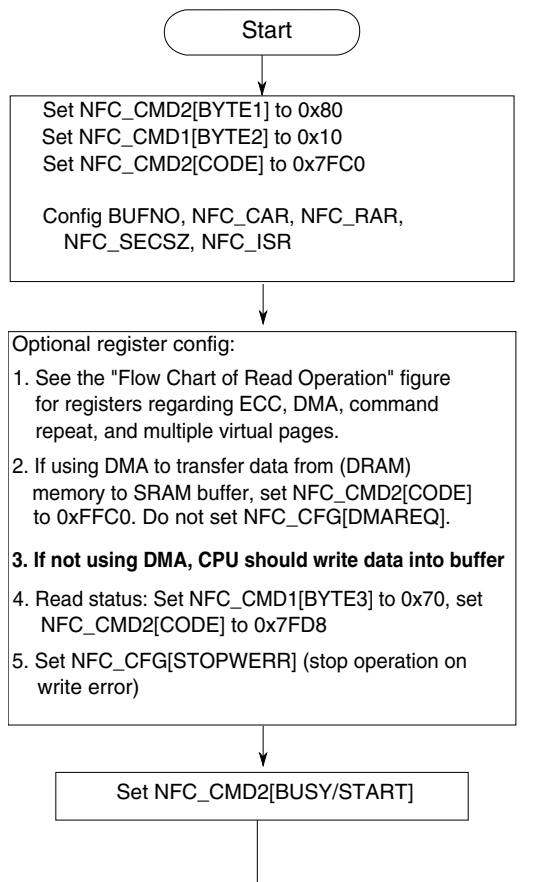 Start
Set NFC_CMD2[BYTE1] to 0x80
Set NFC_CMD1[BYTE2] to 0x10
Set NFC_CMD2[CODE] to 0x7FC0
Config BUFNO, NFC_CAR, NFC_RAR,
NFC_SECSZ, NFC_ISR
Optional register config:
1. See the "Flow Chart of Read Operation" figure
for registers regarding ECC, DMA, command
repeat, and multiple virtual pages.
2. If using DMA to transfer data from (DRAM)
memory to SRAM buffer, set NFC_CMD2[CODE]
to 0xFFC0. Do not set NFC_CFG[DMAREQ].
3. If not using DMA, CPU should write data into buffer
4. Read status: Set NFC_CMD1[BYTE3] to 0x70, set
NFC_CMD2[CODE] to 0x7FD8
5. Set NFC_CFG[STOPWERR] (stop operation on
write error)
Set NFC_CMD2[BUSY/START]